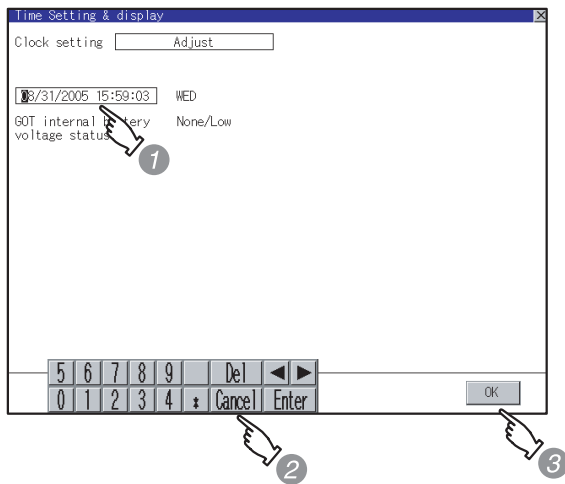 Time Setting & display
Clock setting Adjust
08/31/2005 15:59:03 WED
GOT internal battery None/Low
voltage status
1
5 6 7 8 9 Del ◄ ►
0 1 2 3 4 * Cancel Enter
OK
2
3